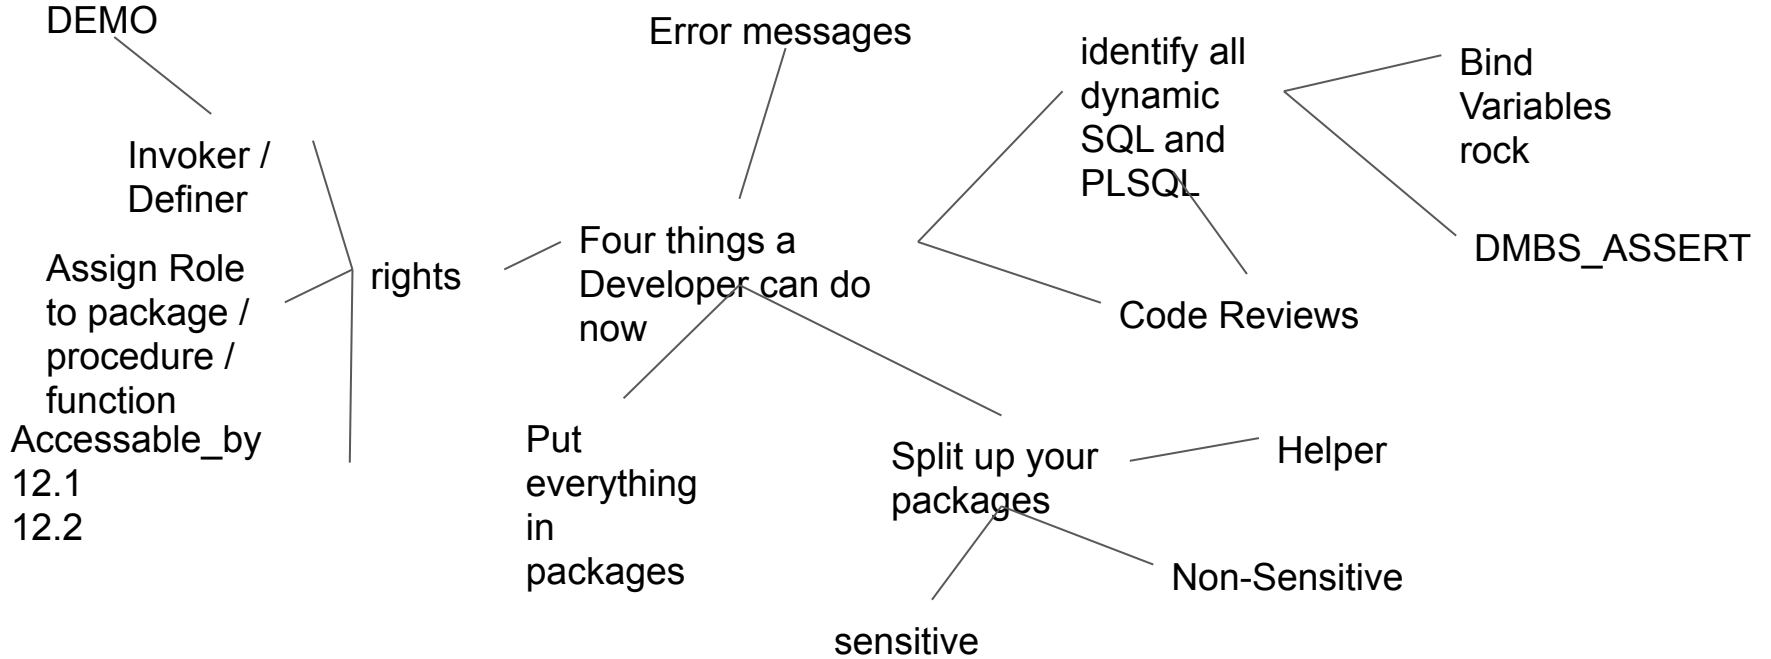 DEMO
Error messages
identify all
dynamic
SQL and
PLSQL
Bind
Variables
rock
Invoker /
Definer
DMBS_ASSERT
Four things a
Developer can do
now
rights
Assign Role
to package /
procedure /
function
Code Reviews
Accessable_by
12.1
12.2
Put
everything
in
packages
Split up your
packages
Helper
Non-Sensitive
sensitive